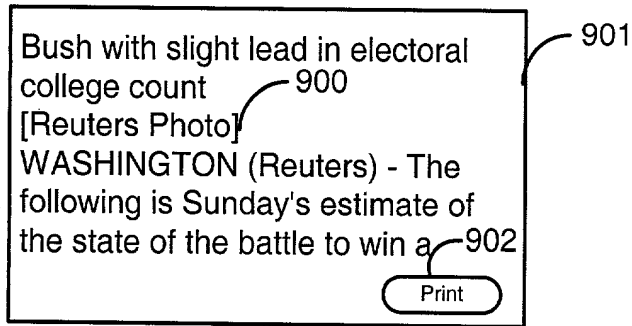 Bush with slight lead in electoral
901
college count
900
[Reuters Photo]
WASHINGTON (Reuters) - The
following is Sunday's estimate of
the state of the battle to win a
902
Print